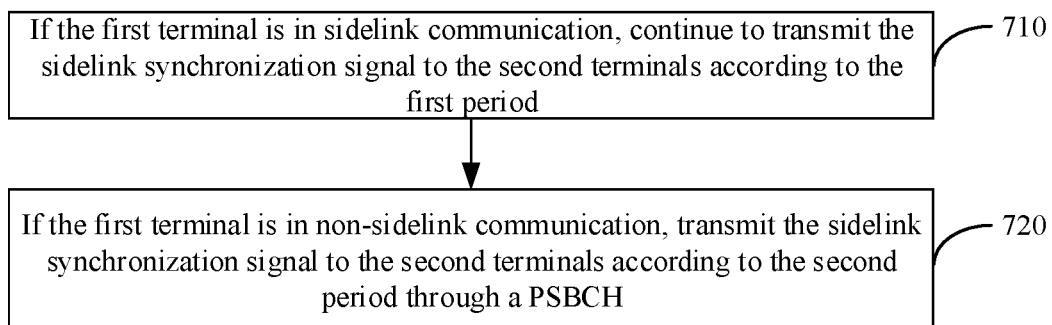 If the first terminal is in sidelink communication, continue to transmit the
sidelink synchronization signal to the second terminals according to the
first period
710
If the first terminal is in non-sidelink communication, transmit the sidelink
synchronization signal to the second terminals according to the second
period through a PSBCH
720